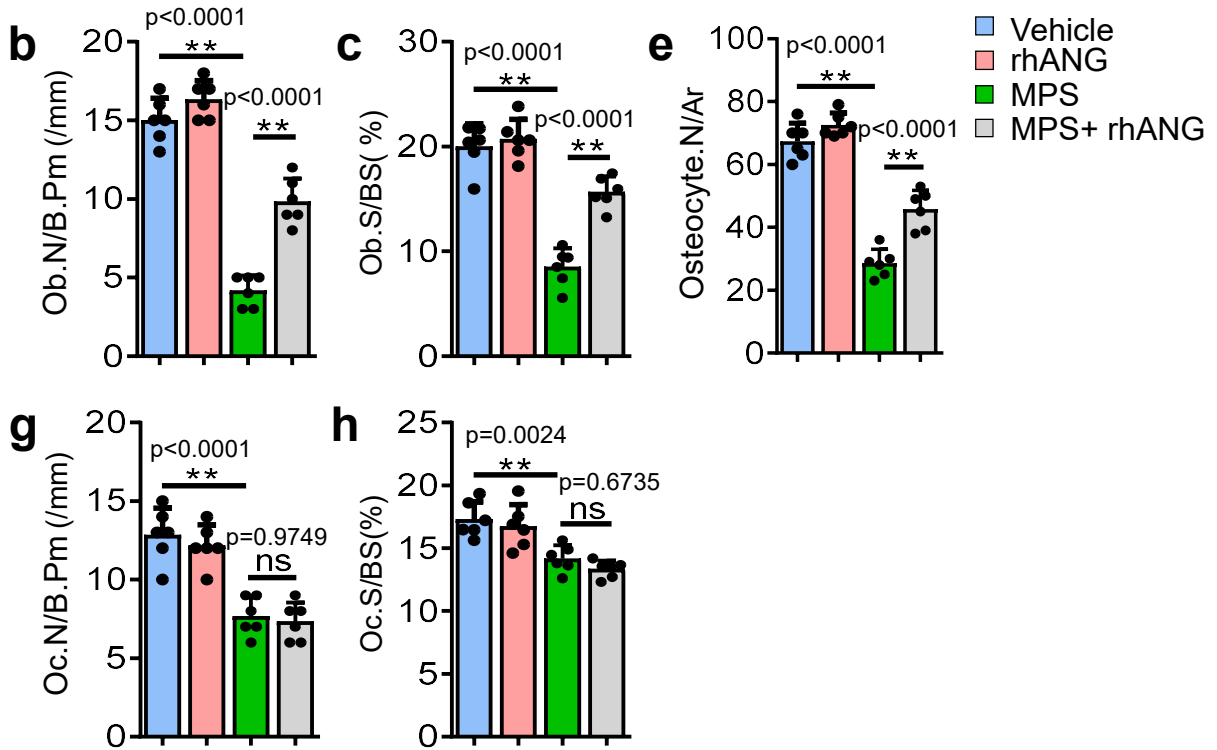 b
p<0.0001
**
p<0.0001
**
Ob.N/B.Pm (/mm)
20
15
10
5
0
c
p<0.0001
**
p<0.0001
**
Ob.S/BS( %)
30
20
10
0
e
p<0.0001
**
p<0.0001
**
Osteocyte.N/Ar
100
80
60
40
20
0
Vehicle
rhANG
MPS
MPS+ rhANG
g
p<0.0001
**
p=0.9749
ns
Oc.N/B.Pm (/mm)
20
15
10
5
0
h
p=0.0024
**
p=0.6735
ns
Oc.S/BS(%)
25
20
15
10
5
0